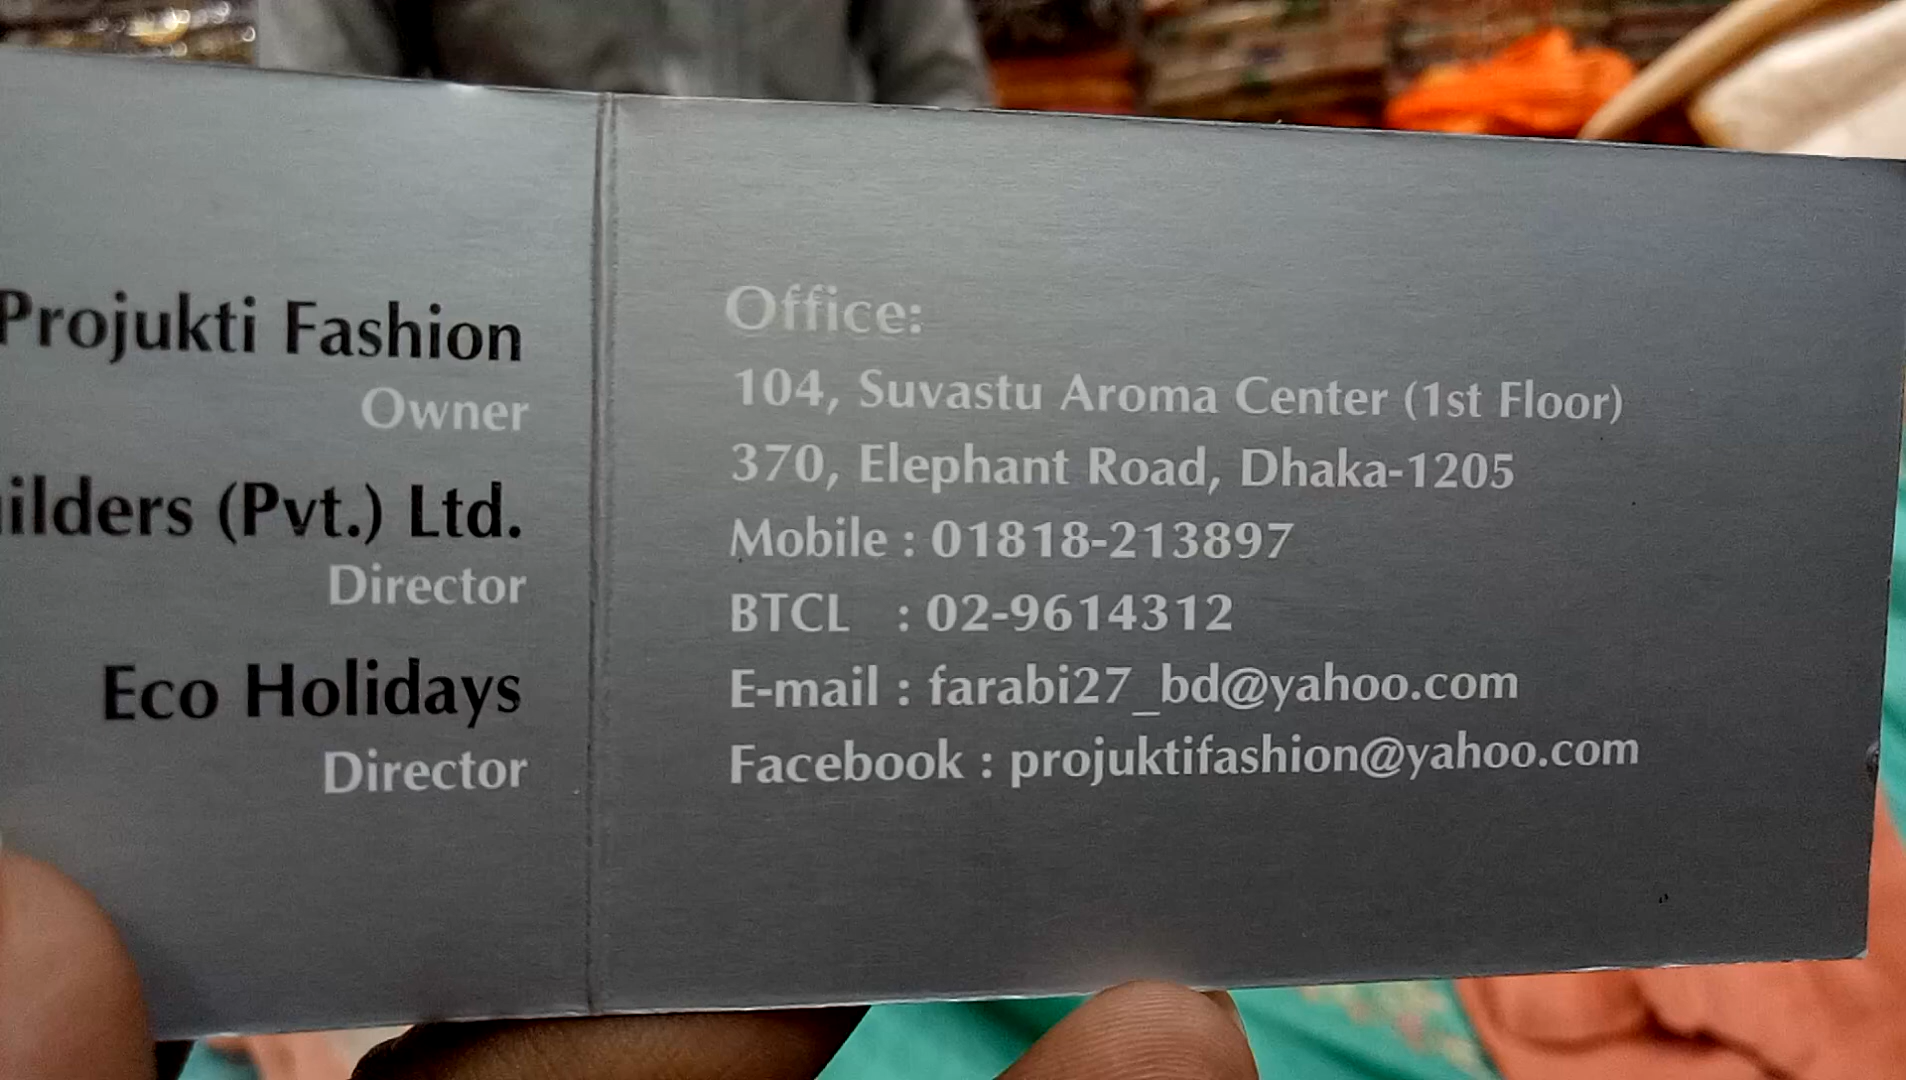 Projukti Fashion
Owner
(Pvt.) Ltd.
Director
Eco Holidays
Director
Office:
104, Suvastu Aroma Center (1st Floor)
370, Elephant Road, Dhaka-1205
Mobile : 01818-213897
BTCL : 02-9614312
E-mail : farabi27_bd@yahoo.com
Facebook : projuktifashion@yahoo.com